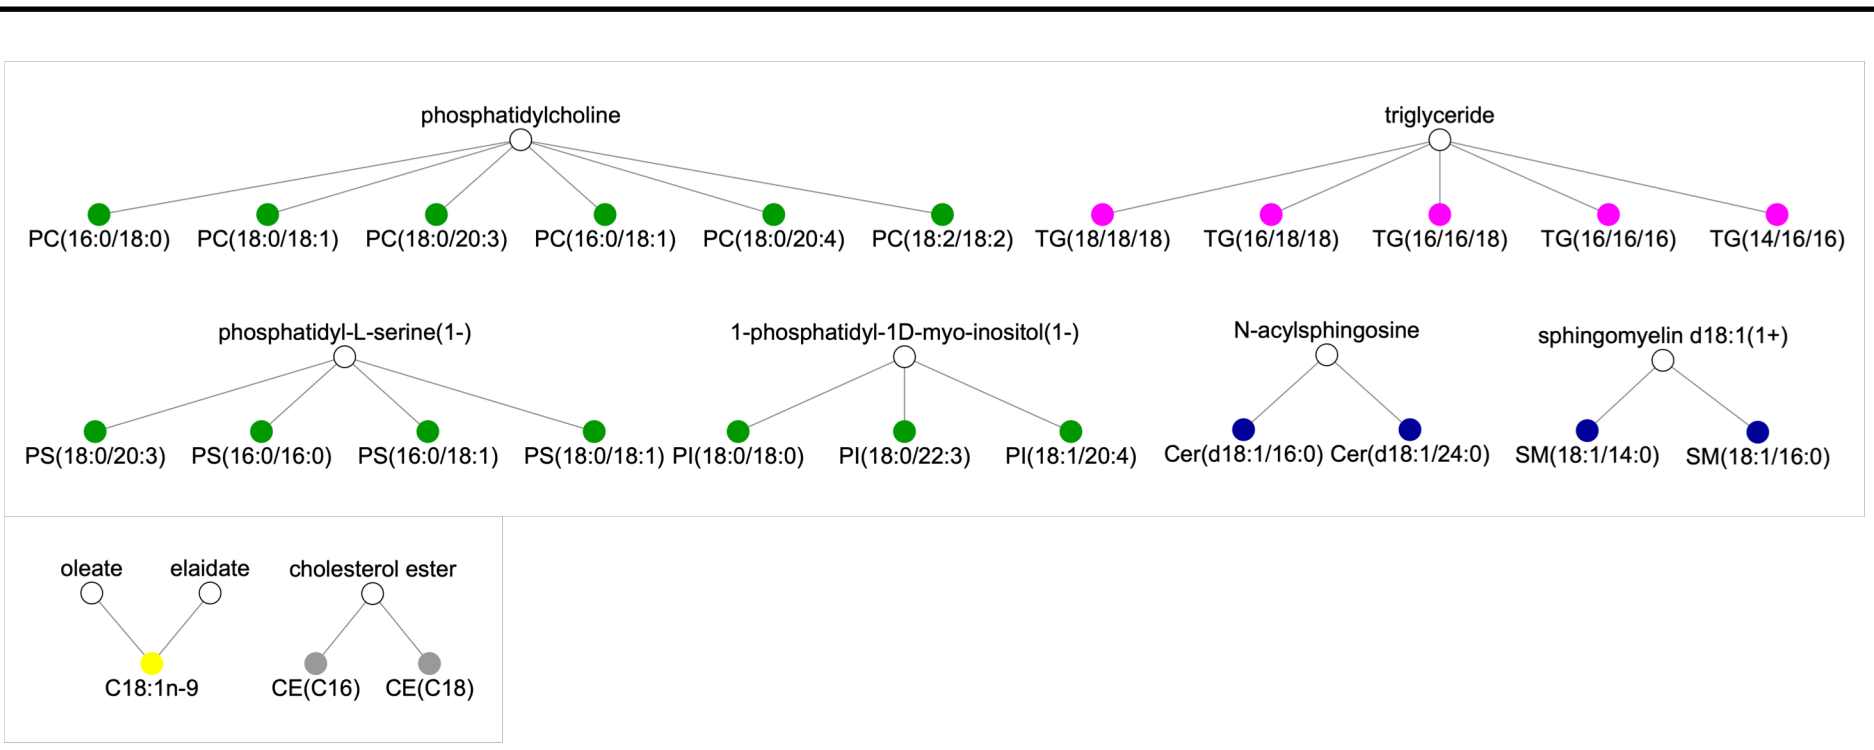 phosphatidylcholine
triglyceride
PC(16:0/18:0) PC(18:0/18:1) PC(18:0/20:3) PC(16:0/18:1) PC(18:0/20:4) PC(18:2/18:2) TG(18/18/18) TG(16/18/18) TG(16/16/18) TG(16/16/16) TG(14/16/16)
phosphatidyl-L-serine(1-)
1-phosphatidyl-1D-myo-inositol(1-)
N-acylsphingosine
sphingomyelin d18:1(1+)
PS(18:0/20:3) PS(16:0/16:0) PS(16:0/18:1) PS(18:0/18:1) PI(18:0/18:0) PI(18:0/22:3) PI(18:1/20:4) Cer(d18:1/16:0) Cer(d18:1/24:0) SM(18:1/14:0) SM(18:1/16:0)
oleate elaidate cholesterol ester
C18:1n-9 CE(C16) CE(C18)